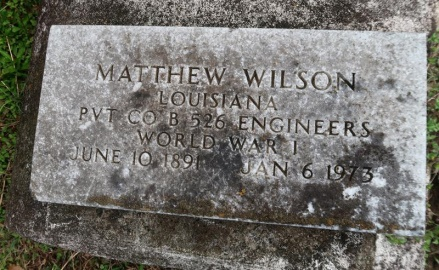 MATTHEW WILSON
LOUISIANA
PVT CO B 526 ENGINEERS
WORLD WAR I
JUNE 10 1891 JAN 6 1973